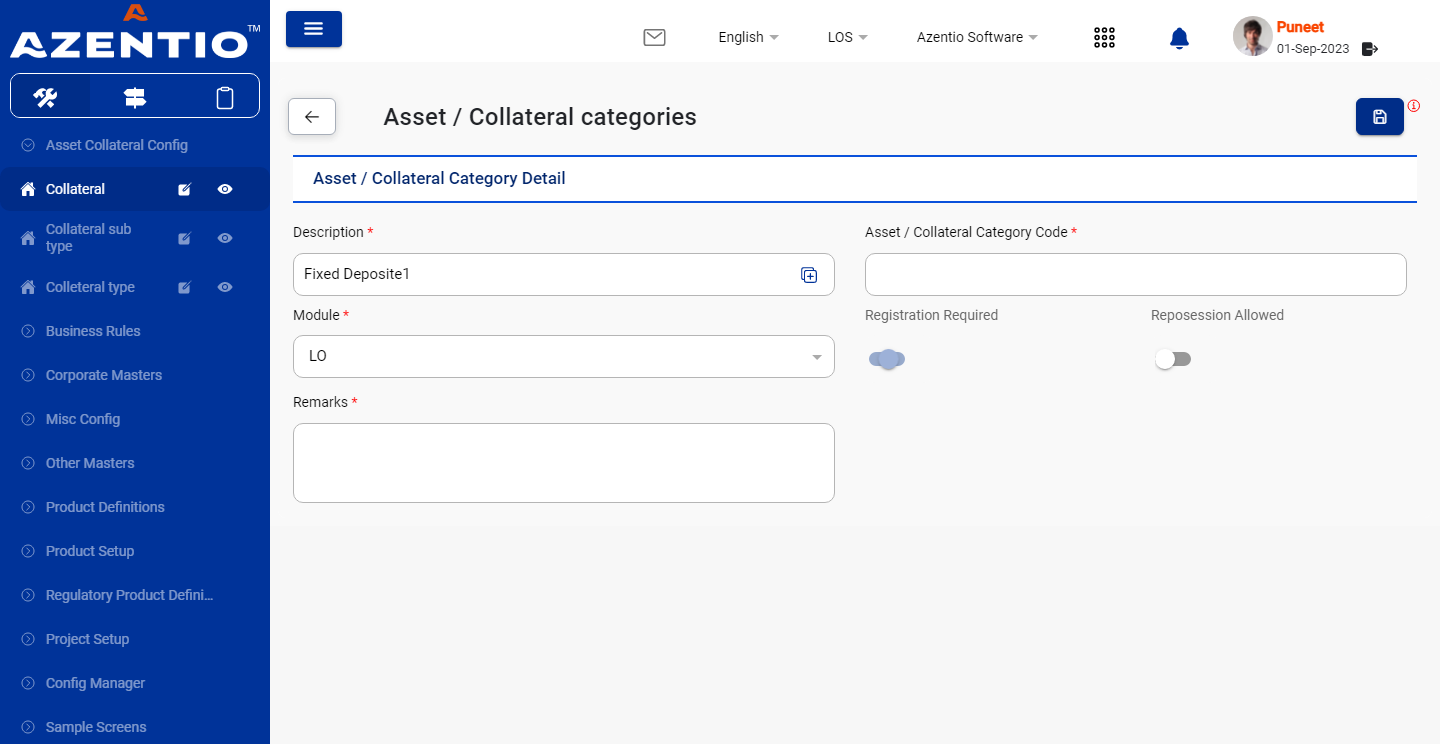 AZENTIO TM
Asset Collateral Config
Collateral
Collateral sub
type
Colleteral type
Business Rules
Corporate Masters
Misc Config
Other Masters
Product Definitions
Product Setup
Regulatory Product Defini...
Project Setup
Config Manager
Sample Screens
English LOS Azentio Software
Puneet
01-Sep-2023
Asset / Collateral categories
Asset / Collateral Category Detail
Description *
Fixed Deposite1
Asset / Collateral Category Code *
Module *
LO
Registration Required
Reposession Allowed
Remarks *